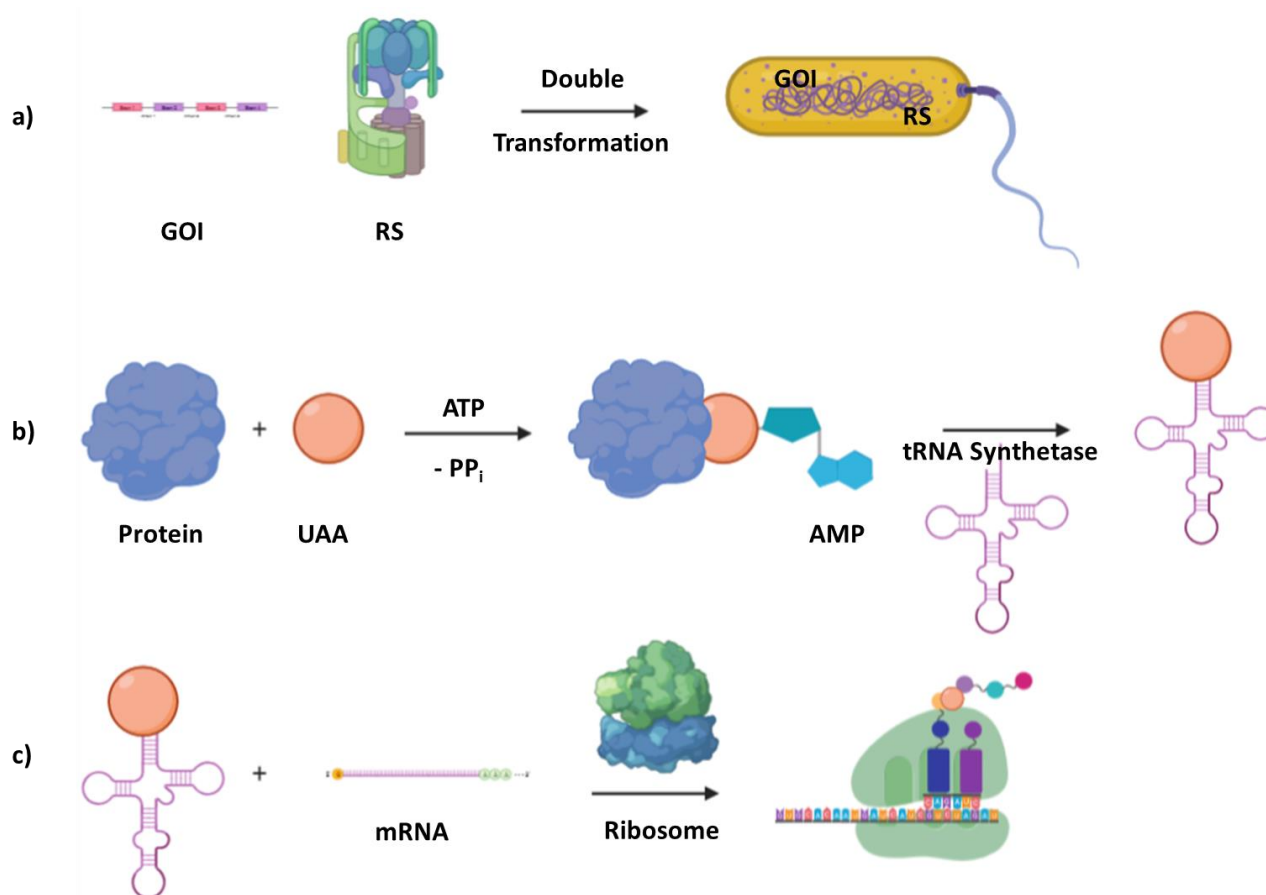 a)
GOI
RS
Double
Transformation
GOI
RS
b)
Protein
+
UAA
ATP
- PPi
AMP
tRNA Synthetase
c)
+
mRNA
Ribosome